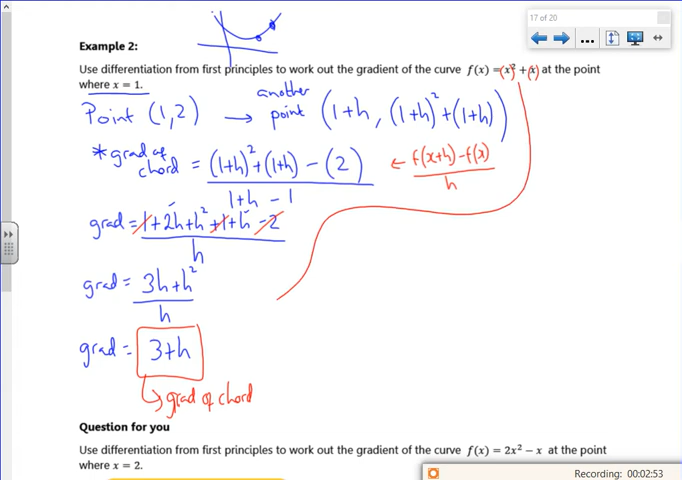 17 of 20
Example 2:
Use differentiation from first principles to work out the gradient of the curve f(x) = (x)² + (x) at the point
where x = 1.
Point (1,2) → another point (1+h, (1+h)² + (1+h))
*grad of chord = (1+h)² + (1+h) − (2) / 1+h − 1 ← f(x+h) − f(x) / h
grad = 1 + 2h + h² + 1 + h − 2 / h
grad = 3h + h² / h
grad = 3+h
↳ grad of chord
Question for you
Use differentiation from first principles to work out the gradient of the curve f(x) = 2x² − x at the point
where x = 2.
Recording: 00:02:53